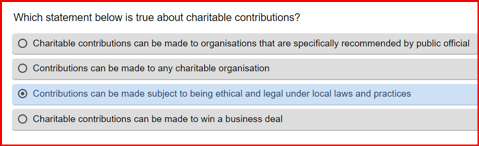 Which statement below is true about charitable contributions?
Charitable contributions can be made to organisations that are specifically recommended by public official
Contributions can be made to any charitable organisation
Contributions can be made subject to being ethical and legal under local laws and practices
Charitable contributions can be made to win a business deal